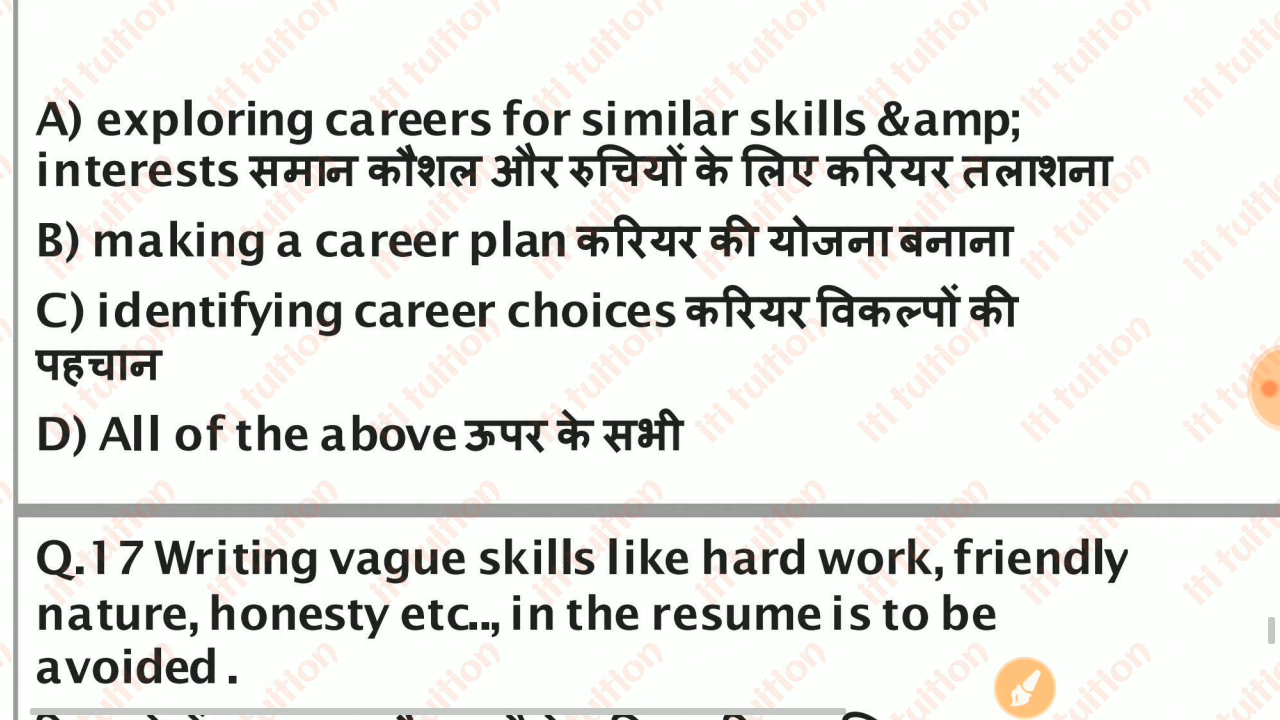 A) exploring careers for similar skills &amp;
interests समान कौशल और रुचियों के लिए करियर तलाशना
B) making a career plan करियर की योजना बनाना
C) identifying career choices करियर विकल्पों की
पहचान
D) All of the above ऊपर के सभी
Q.17 Writing vague skills like hard work, friendly
nature, honesty etc.., in the resume is to be
avoided .
iti tuition